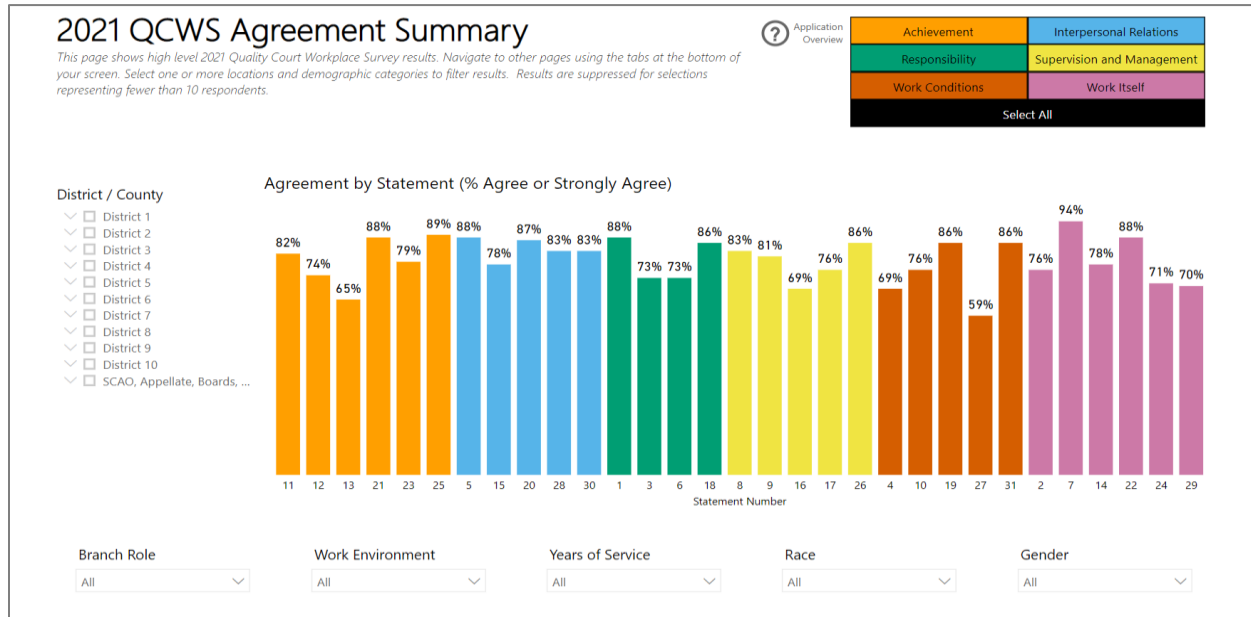 2021 QCWS Agreement Summary
This page shows high level 2021 Quality Court Workplace Survey results. Navigate to other pages using the tabs at the bottom of
your screen. Select one or more locations and demographic categories to filter results. Results are suppressed for selections
representing fewer than 10 respondents.
?
Application
Overview
Achievement Interpersonal Relations
Responsibility Supervision and Management
Work Conditions Work Itself
Select All
District / County
District 1
District 2
District 3
District 4
District 5
District 6
District 7
District 8
District 9
District 10
SCAO, Appellate, Boards, ...
Agreement by Statement (% Agree or Strongly Agree)
82% 74% 65% 88% 79% 89% 88% 78% 87% 83% 83% 88% 73% 73% 86% 83% 81% 69% 76% 86% 69% 76% 86% 59% 86% 76% 94% 78% 88% 71% 70%
11 12 13 21 23 25 5 15 20 28 30 1 3 6 18 8 9 16 17 26 4 10 19 27 31 2 7 14 22 24 29
Statement Number
Branch Role Work Environment Years of Service Race Gender
All All All All All